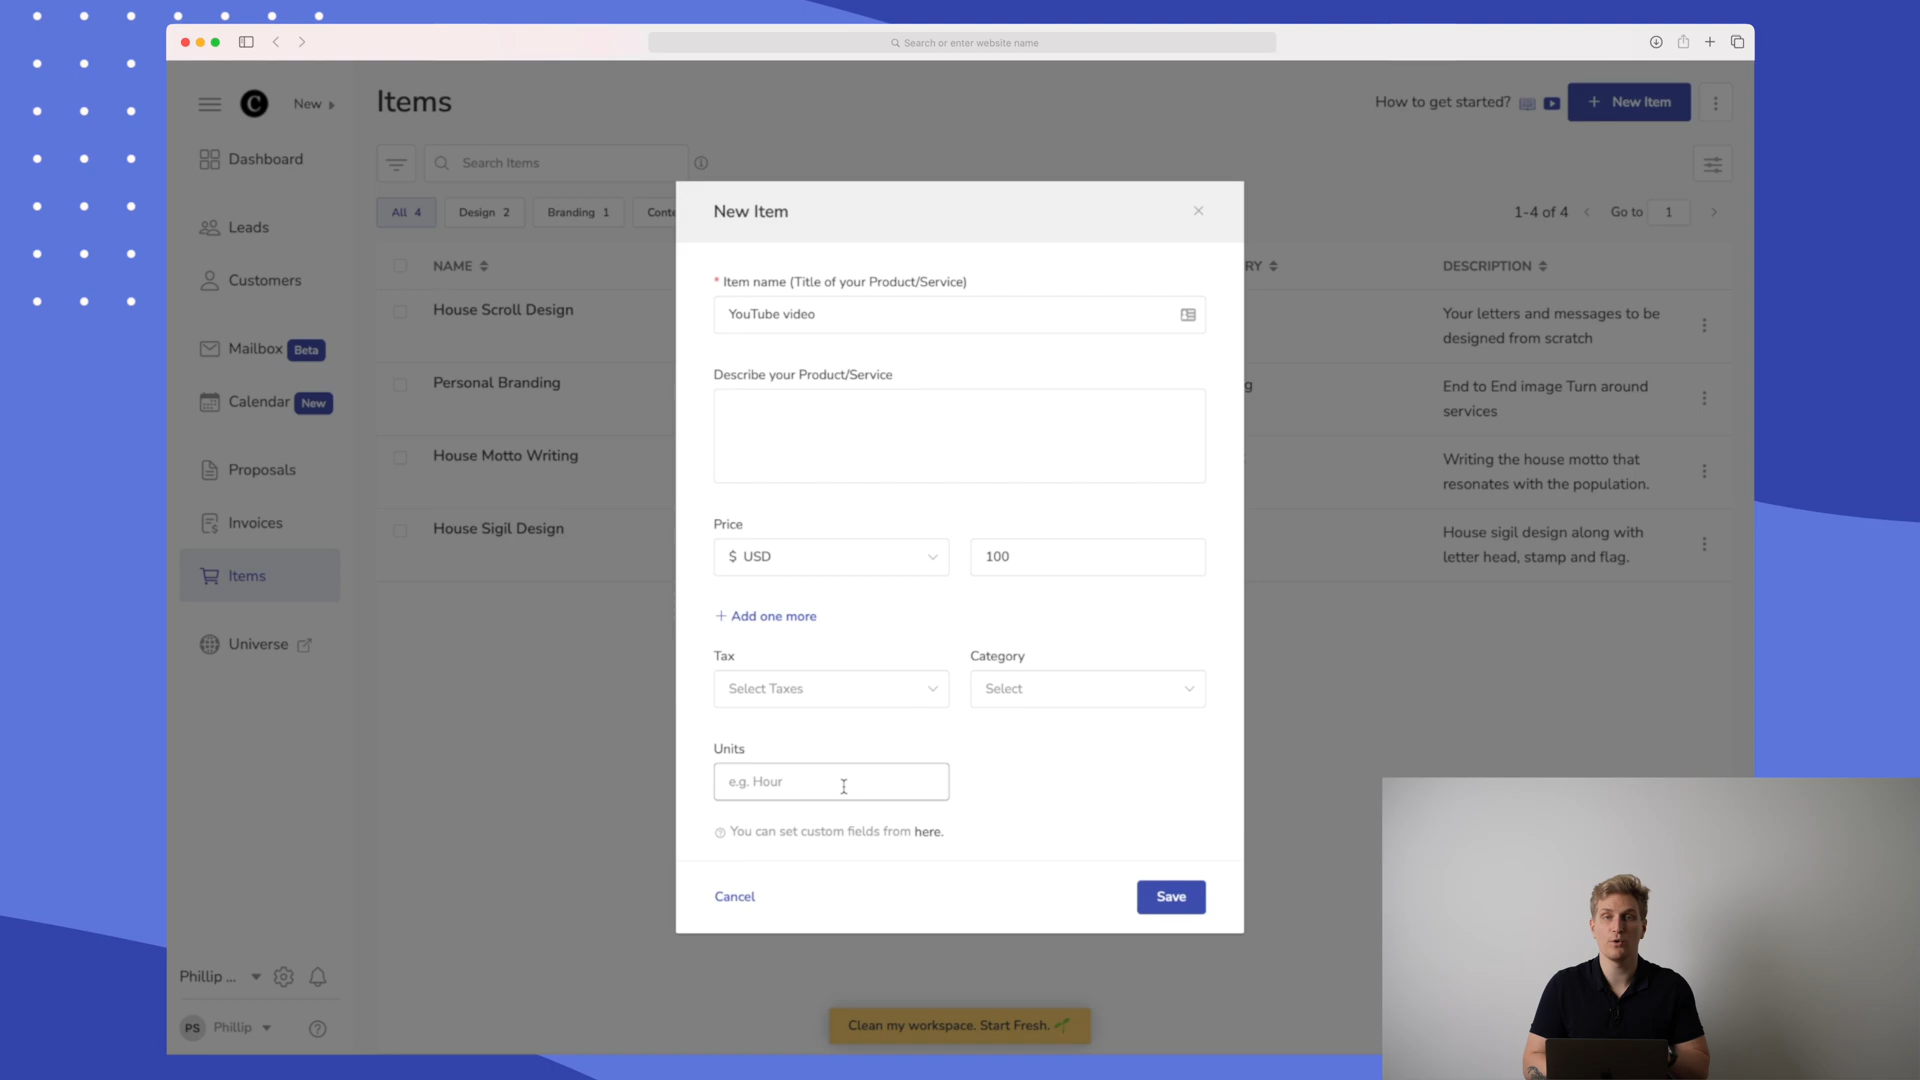 Search or enter website name
C
New
Items
How to get started?
+ New Item
Dashboard
Search Items
All 4
Design 2
Branding 1
Conte
1-4 of 4
Go to
1
Leads
Customers
Mailbox Beta
Calendar New
Proposals
Invoices
Items
Universe
NAME
RY
DESCRIPTION
House Scroll Design
Your letters and messages to be
designed from scratch
Personal Branding
g
End to End image Turn around
services
House Motto Writing
Writing the house motto that
resonates with the population.
House Sigil Design
House sigil design along with
letter head, stamp and flag.
New Item
* Item name (Title of your Product/Service)
YouTube video
Describe your Product/Service
Price
$ USD
100
+ Add one more
Tax
Category
Select Taxes
Select
Units
e.g. Hour
You can set custom fields from here.
Cancel
Save
Phillip ...
PS Phillip
Clean my workspace. Start Fresh.